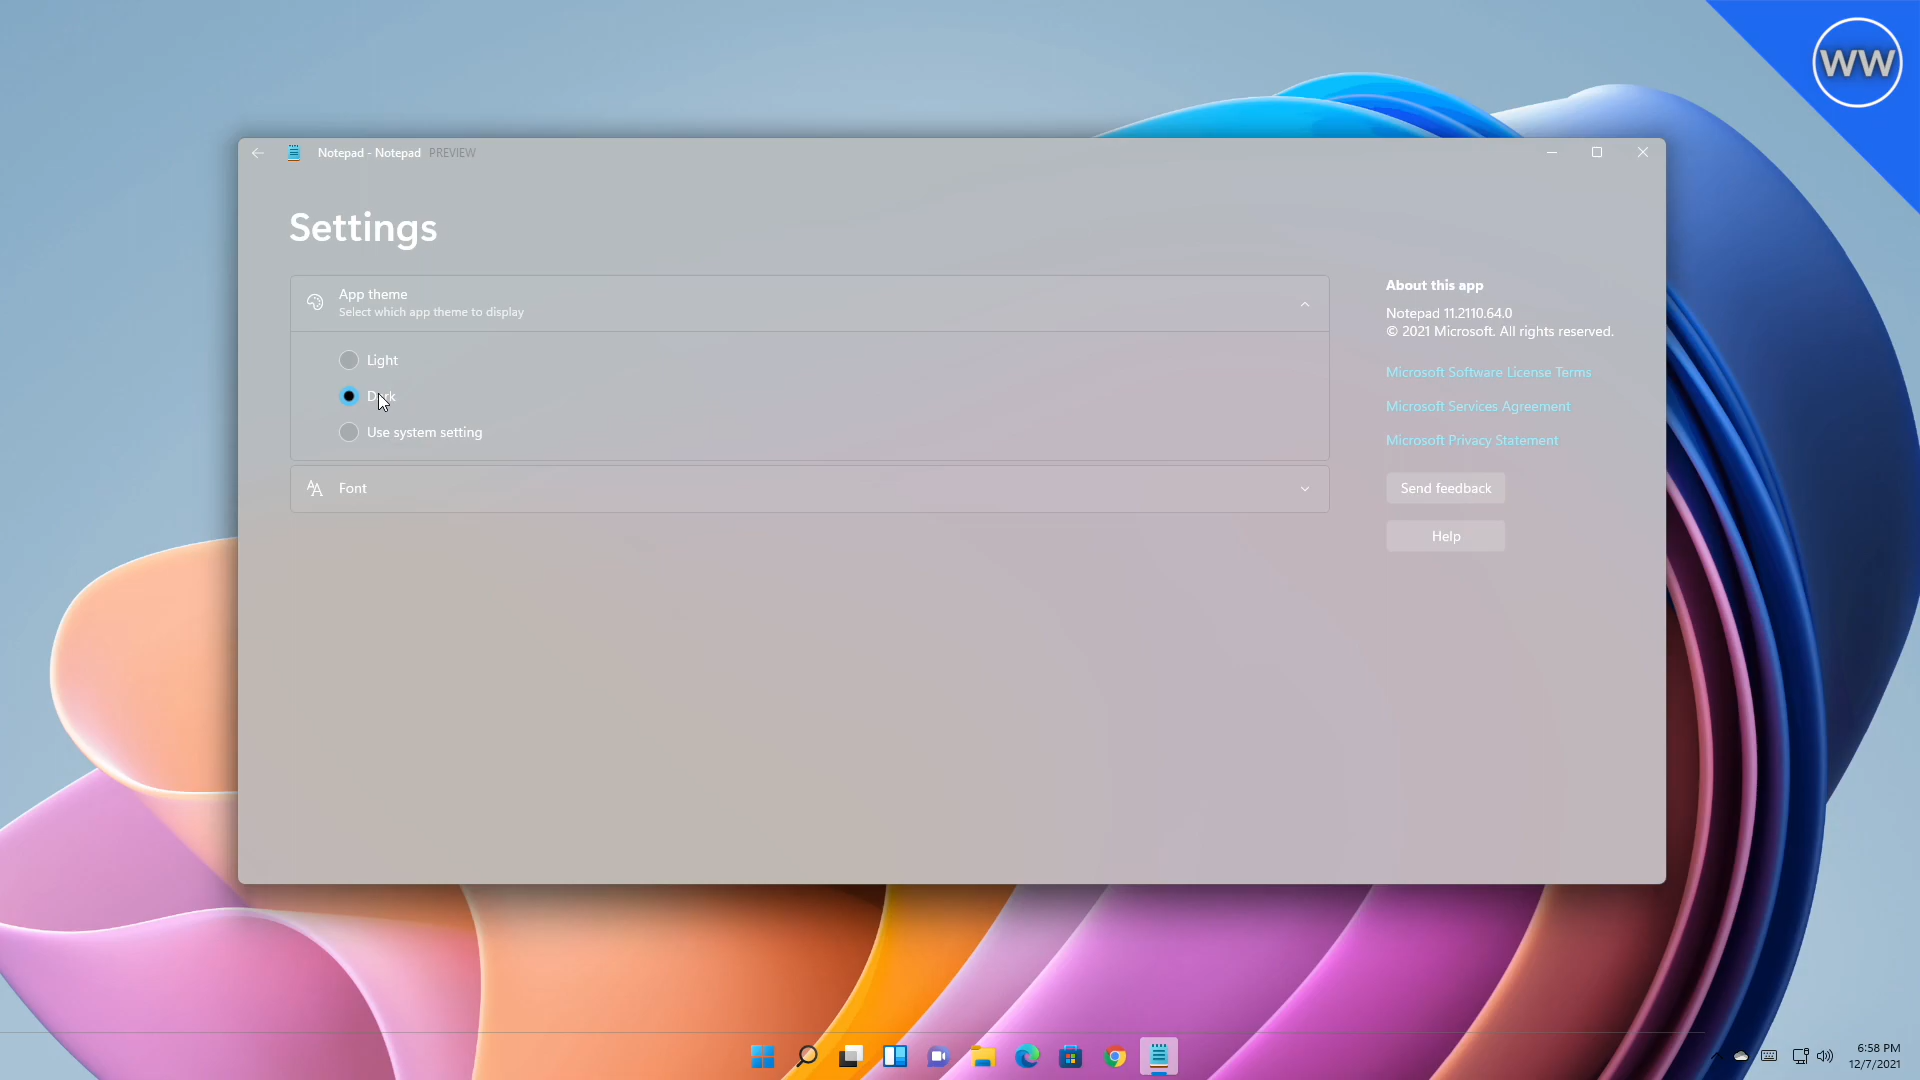 WW
Notepad - Notepad PREVIEW
Settings
App theme
Select which app theme to display
Light
Dark
Use system setting
Font
About this app
Notepad 11.2110.64.0
© 2021 Microsoft. All rights reserved.
Microsoft Software License Terms
Microsoft Services Agreement
Microsoft Privacy Statement
Send feedback
Help
6:58 PM
12/7/2021